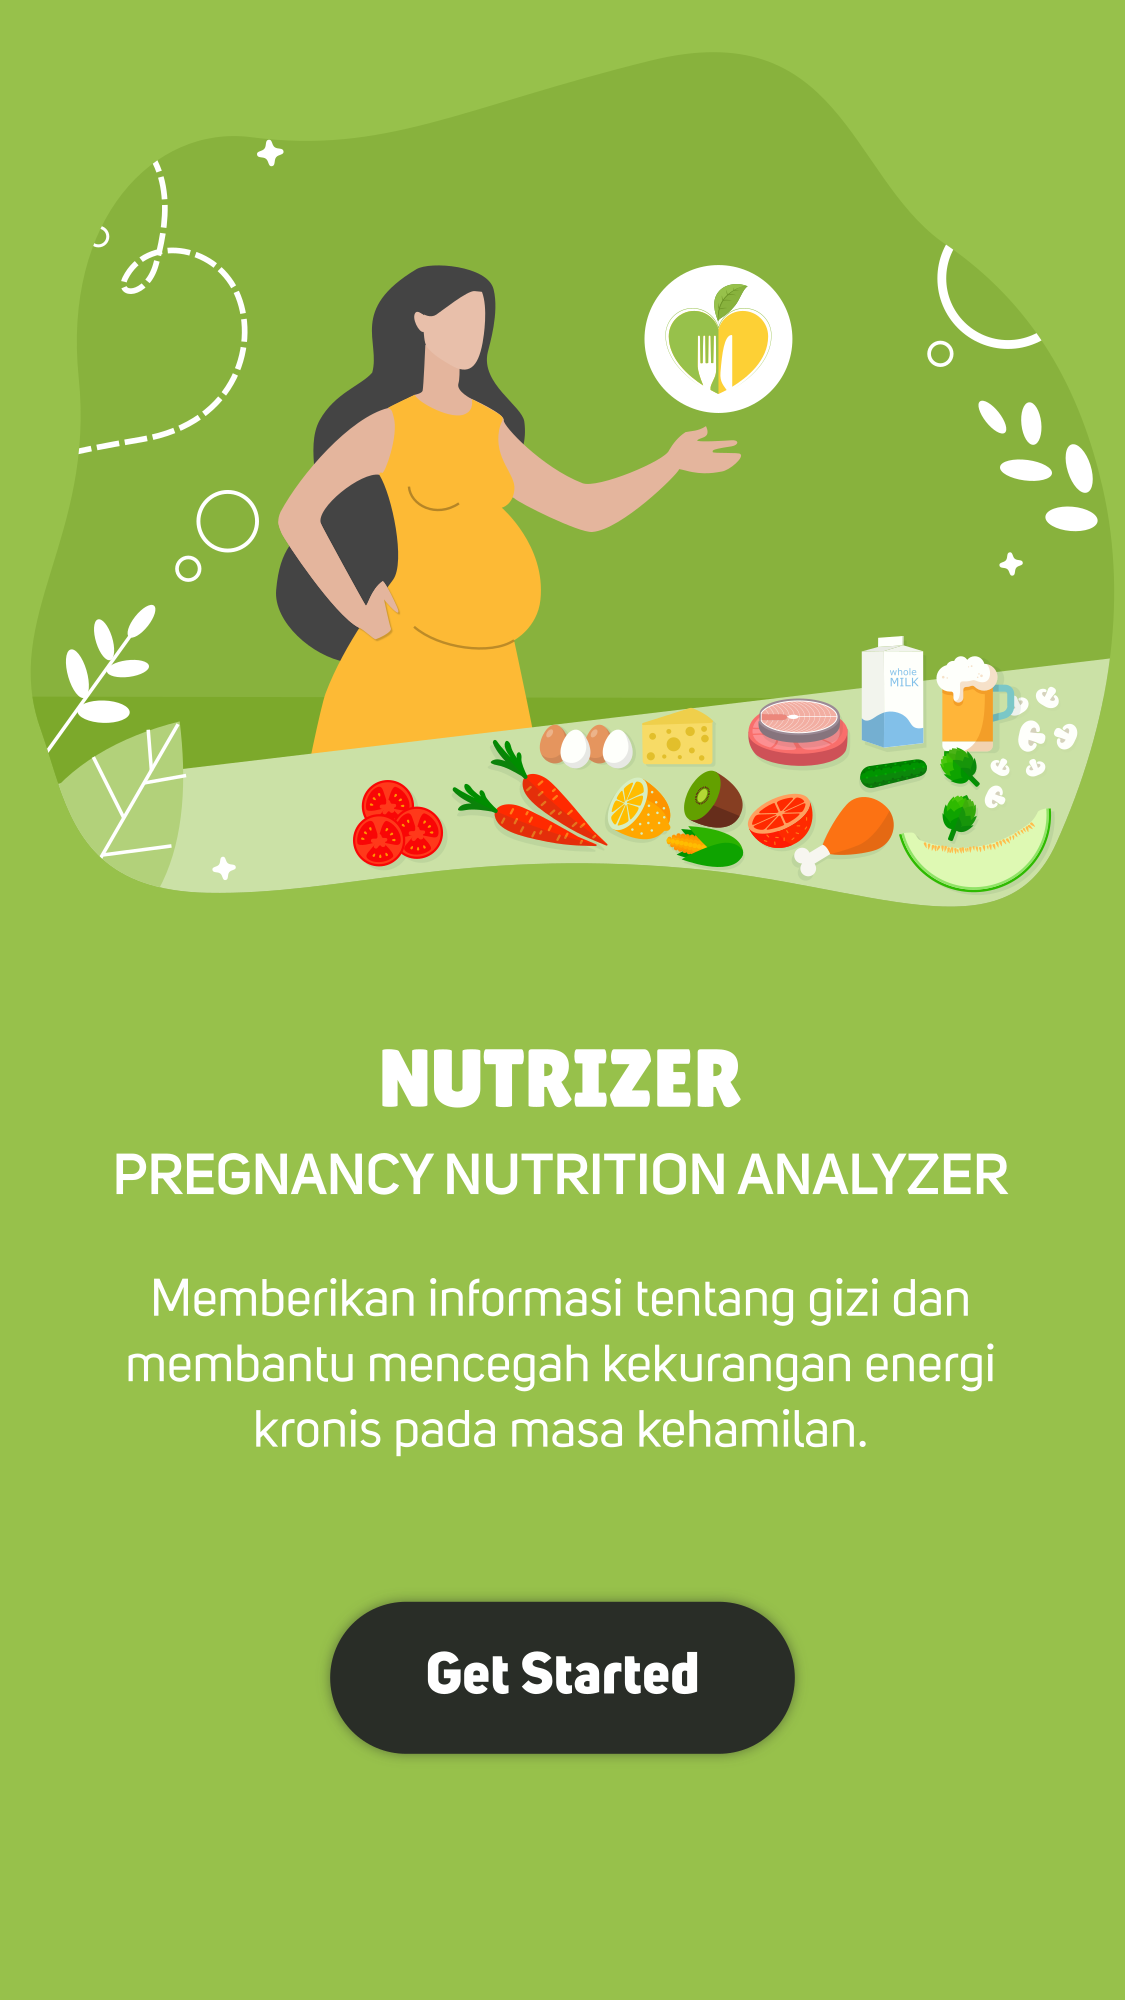 whole
MILK
NUTRIZER
PREGNANCY NUTRITION ANALYZER
Memberikan informasi tentang gizi dan
membantu mencegah kekurangan energi
kronis pada masa kehamilan.
Get Started